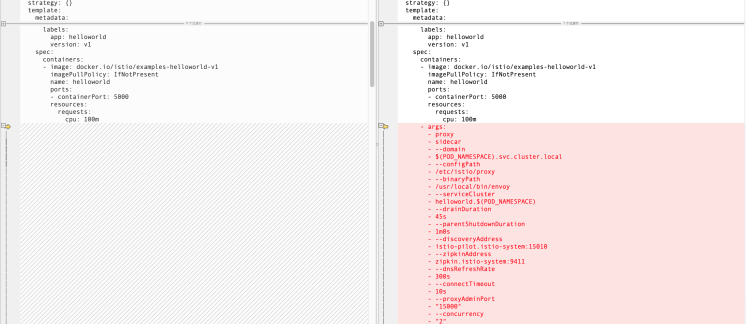 strategy: {}
template:
metadata:
labels:
app: helloworld
version: v1
spec:
containers:
- image: docker.io/istio/examples-helloworld-v1
imagePullPolicy: IfNotPresent
name: helloworld
ports:
- containerPort: 5000
resources:
requests:
cpu: 100m
strategy: {}
template:
metadata:
labels:
app: helloworld
version: v1
spec:
containers:
- image: docker.io/istio/examples-helloworld-v1
imagePullPolicy: IfNotPresent
name: helloworld
ports:
- containerPort: 5000
resources:
requests:
cpu: 100m
- args:
- proxy
- sidecar
- --domain
- $(POD_NAMESPACE).svc.cluster.local
- --configPath
- /etc/istio/proxy
- --binaryPath
- /usr/local/bin/envoy
- --serviceCluster
- helloworld.$(POD_NAMESPACE)
- --drainDuration
- 45s
- --parentShutdownDuration
- 1m0s
- --discoveryAddress
- istio-pilot.istio-system:15010
- --zipkinAddress
- zipkin.istio-system:9411
- --dnsRefreshRate
- 300s
- --connectTimeout
- 10s
- --proxyAdminPort
- "15000"
- --concurrency
- "2"